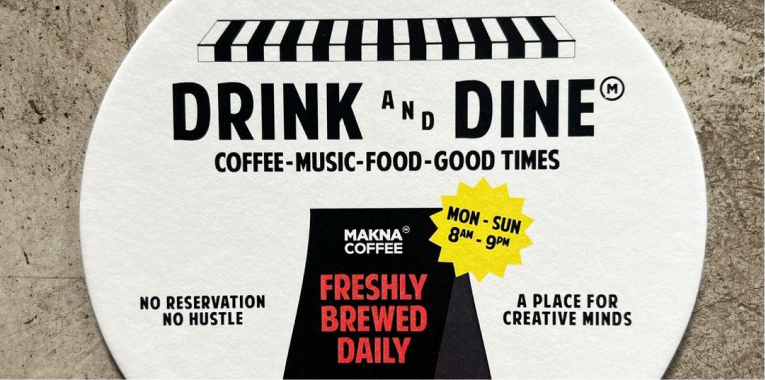 DRINK AND DINE Ⓜ
COFFEE-MUSIC-FOOD-GOOD TIMES
MAKNA Ⓜ
COFFEE
MON - SUN
8AM - 9PM
FRESHLY
BREWED
DAILY
NO RESERVATION
NO HUSTLE
A PLACE FOR
CREATIVE MINDS